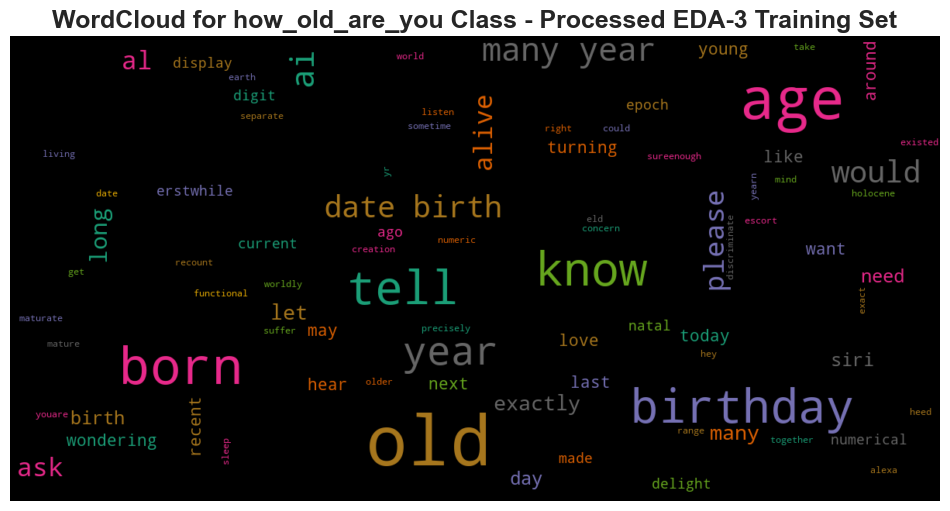 WordCloud for how_old_are_you Class - Processed EDA-3 Training Set
al
display
ai
world
many year
young
take
around
earth
digit
separate
age
epoch
listen
sometime
alive
right
could
turning
existed
sureenough
like
would
living
yr
date
erstwhile
date birth
please
yearn
mind
holocene
long
eld
concern
escort
discriminate
ago
numeric
current
creation
want
know
recount
get
tell
need
worldly
functional
exact
maturate
let
suffer
may
precisely
natal
today
love
mature
year
hey
siri
born
hear
older
next
last
exactly
birthday
youare
birth
recent
heed
wondering
old
range
many
together
numerical
sleep
ask
made
day
delight
alexa